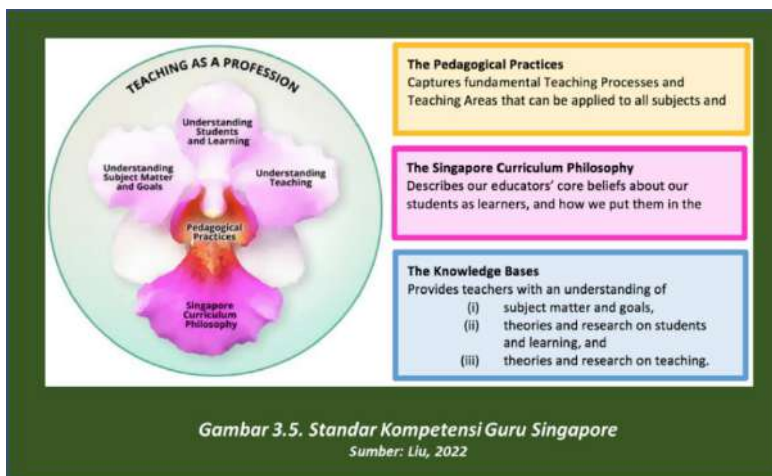 TEACHING AS A PROFESSION
Understanding
Students
and Learning
Understanding
Subject Matter
and Goals
Understanding
Teaching
Pedagogical
Practices
Singapore
Curriculum
Philosophy
The Pedagogical Practices
Captures fundamental Teaching Processes and
Teaching Areas that can be applied to all subjects and
The Singapore Curriculum Philosophy
Describes our educators' core beliefs about our
students as learners, and how we put them in the
The Knowledge Bases
Provides teachers with an understanding of
(i) subject matter and goals,
(ii) theories and research on students
and learning, and
(iii) theories and research on teaching.
Gambar 3.5. Standar Kompetensi Guru Singapore
Sumber: Liu, 2022